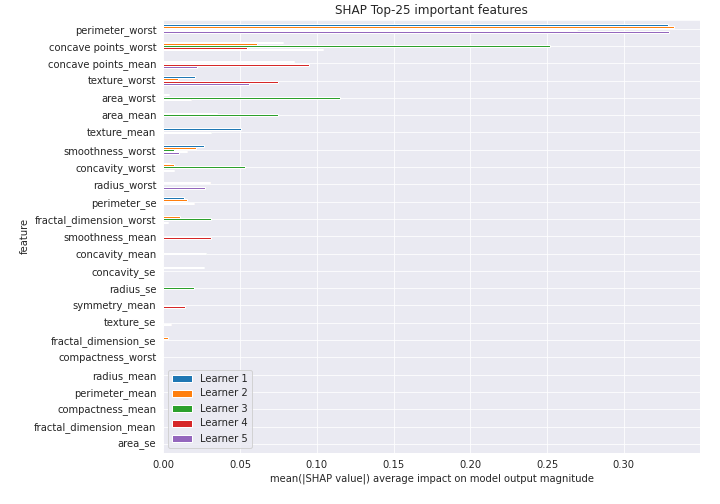 SHAP Top-25 important features
perimeter_worst
concave points_worst
concave points_mean
texture_worst
area_worst
area_mean
texture_mean
smoothness_worst
concavity_worst
radius_worst
perimeter_se
fractal_dimension_worst
smoothness_mean
concavity_mean
concavity_se
radius_se
symmetry_mean
texture_se
fractal_dimension_se
compactness_worst
radius_mean
perimeter_mean
compactness_mean
fractal_dimension_mean
area_se
feature
Learner 1
Learner 2
Learner 3
Learner 4
Learner 5
0.00 0.05 0.10 0.15 0.20 0.25 0.30
mean(|SHAP value|) average impact on model output magnitude